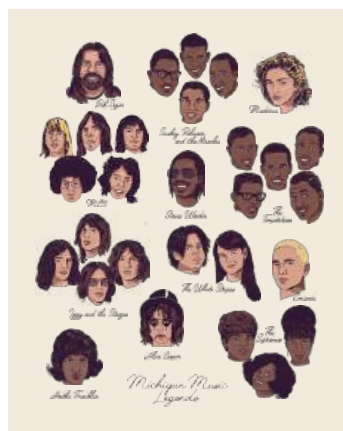 Bob Seger
Smokey Robinson
and the Miracles
Madonna
MC5
Stevie Wonder
The
Temptations
The White Stripes
Eminem
Iggy and the Stooges
Alice Cooper
The
Supremes
Aretha Franklin
Michigan Music
Legends